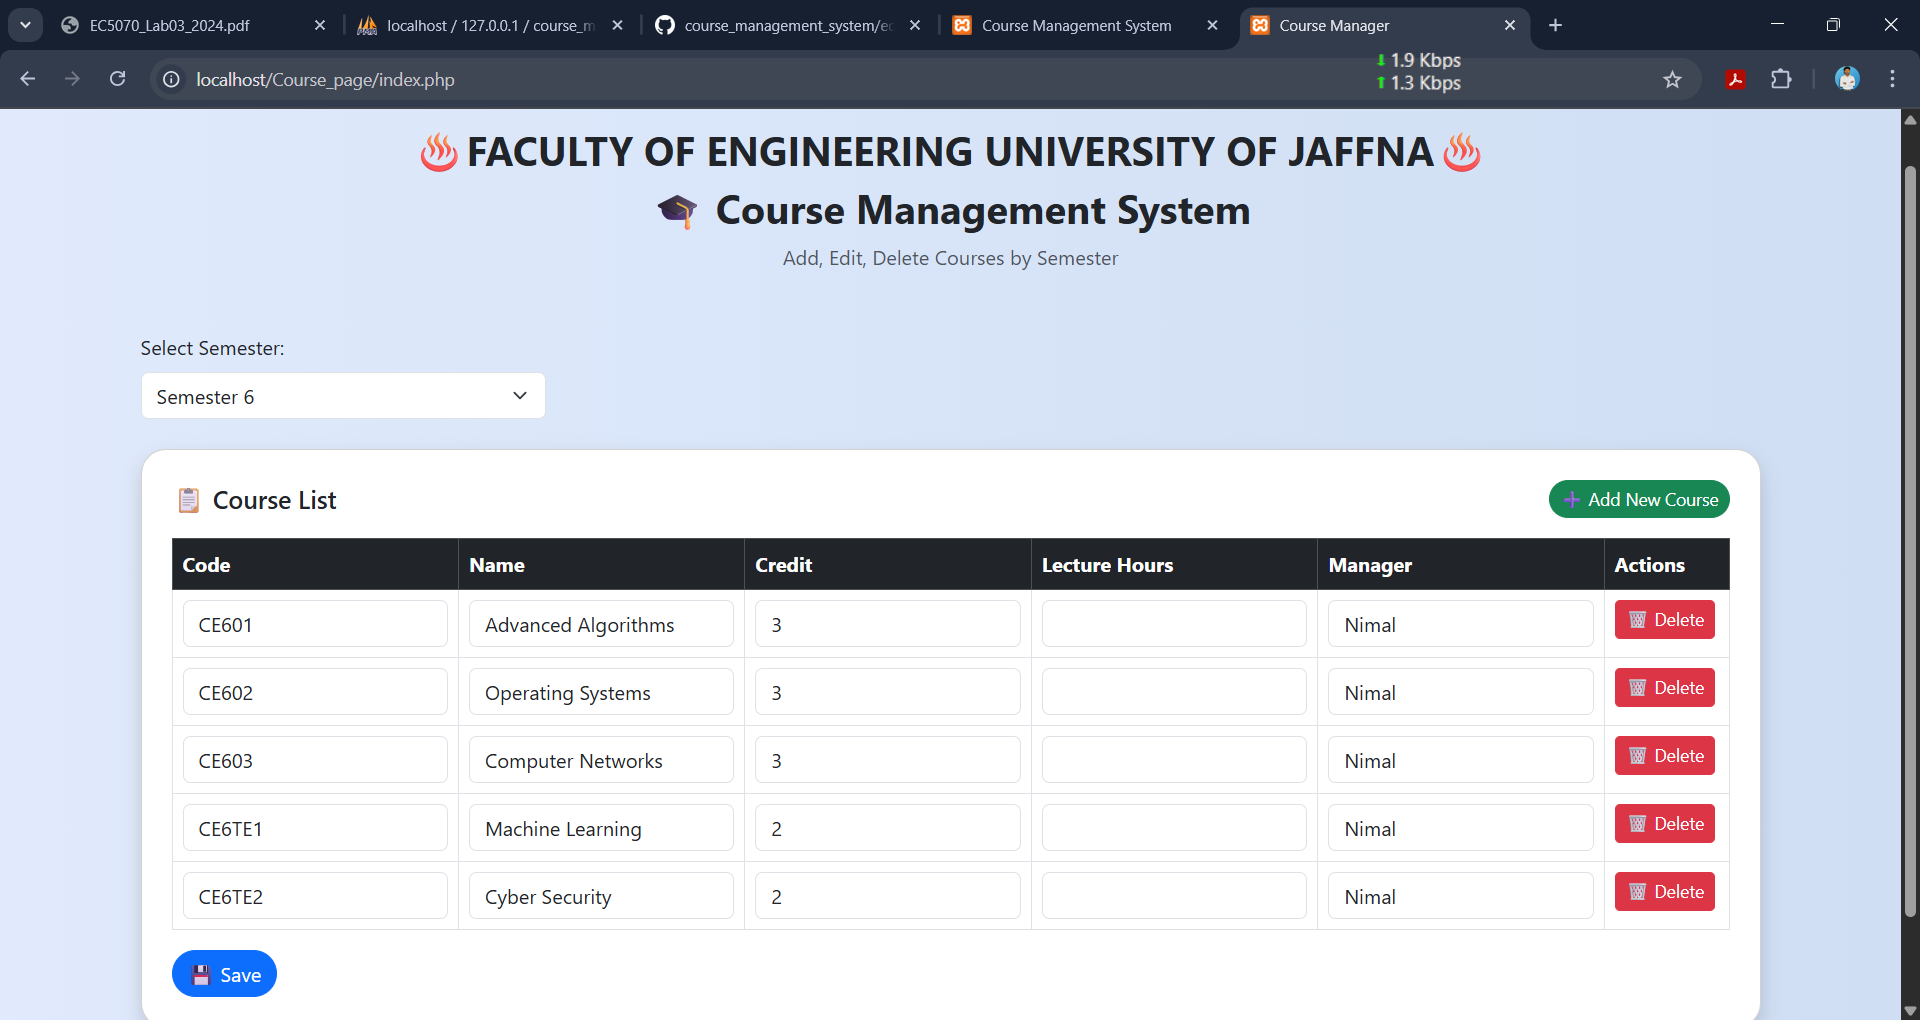 EC5070_Lab03_2024.pdf
localhost / 127.0.0.1 / course_m
course_management_system/ec
Course Management System
Course Manager
localhost/Course_page/index.php
1.9 Kbps
1.3 Kbps
FACULTY OF ENGINEERING UNIVERSITY OF JAFFNA
Course Management System
Add, Edit, Delete Courses by Semester
Select Semester:
Semester 6
Course List
Add New Course
Code Name Credit Lecture Hours Manager Actions
CE601 Advanced Algorithms 3 Nimal Delete
CE602 Operating Systems 3 Nimal Delete
CE603 Computer Networks 3 Nimal Delete
CE6TE1 Machine Learning 2 Nimal Delete
CE6TE2 Cyber Security 2 Nimal Delete
Save